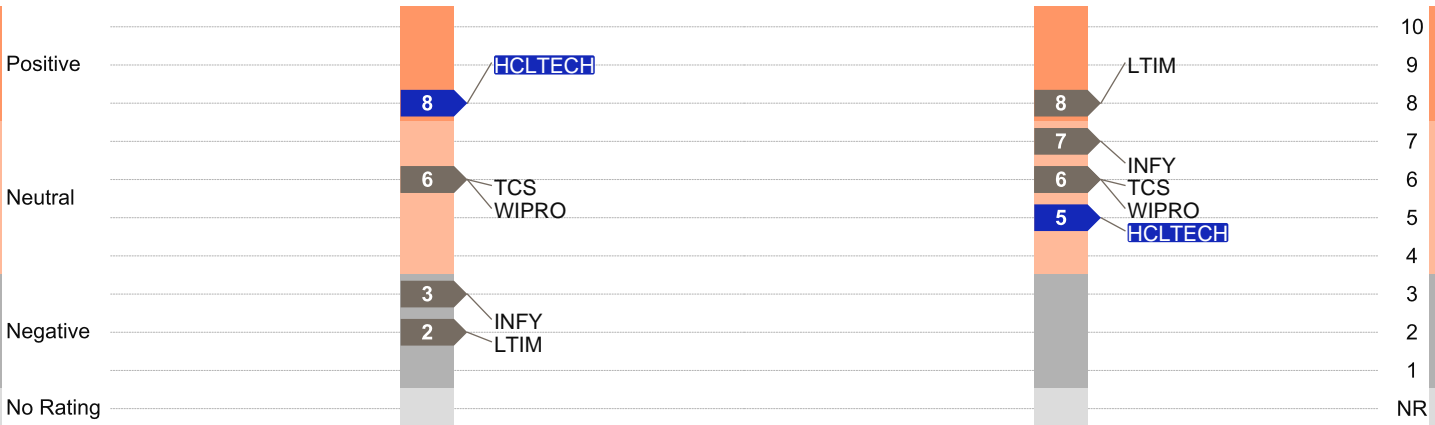 10
Positive
HCLTECH
LTIM
9
8
8
8
7
7
INFY
Neutral
6
TCS
WIPRO
6
TCS
WIPRO
6
5
HCLTECH
5
4
3
INFY
3
Negative
2
LTIM
2
1
No Rating
NR